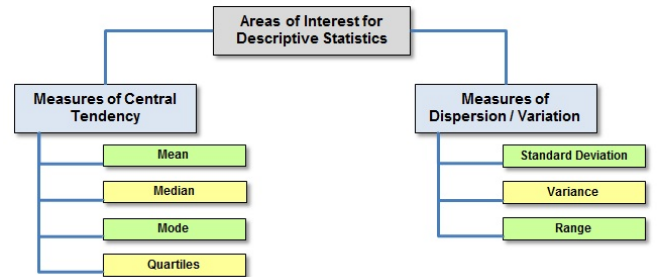 Areas of Interest for
Descriptive Statistics
Measures of Central
Tendency
Mean
Median
Mode
Quartiles
Measures of
Dispersion / Variation
Standard Deviation
Variance
Range